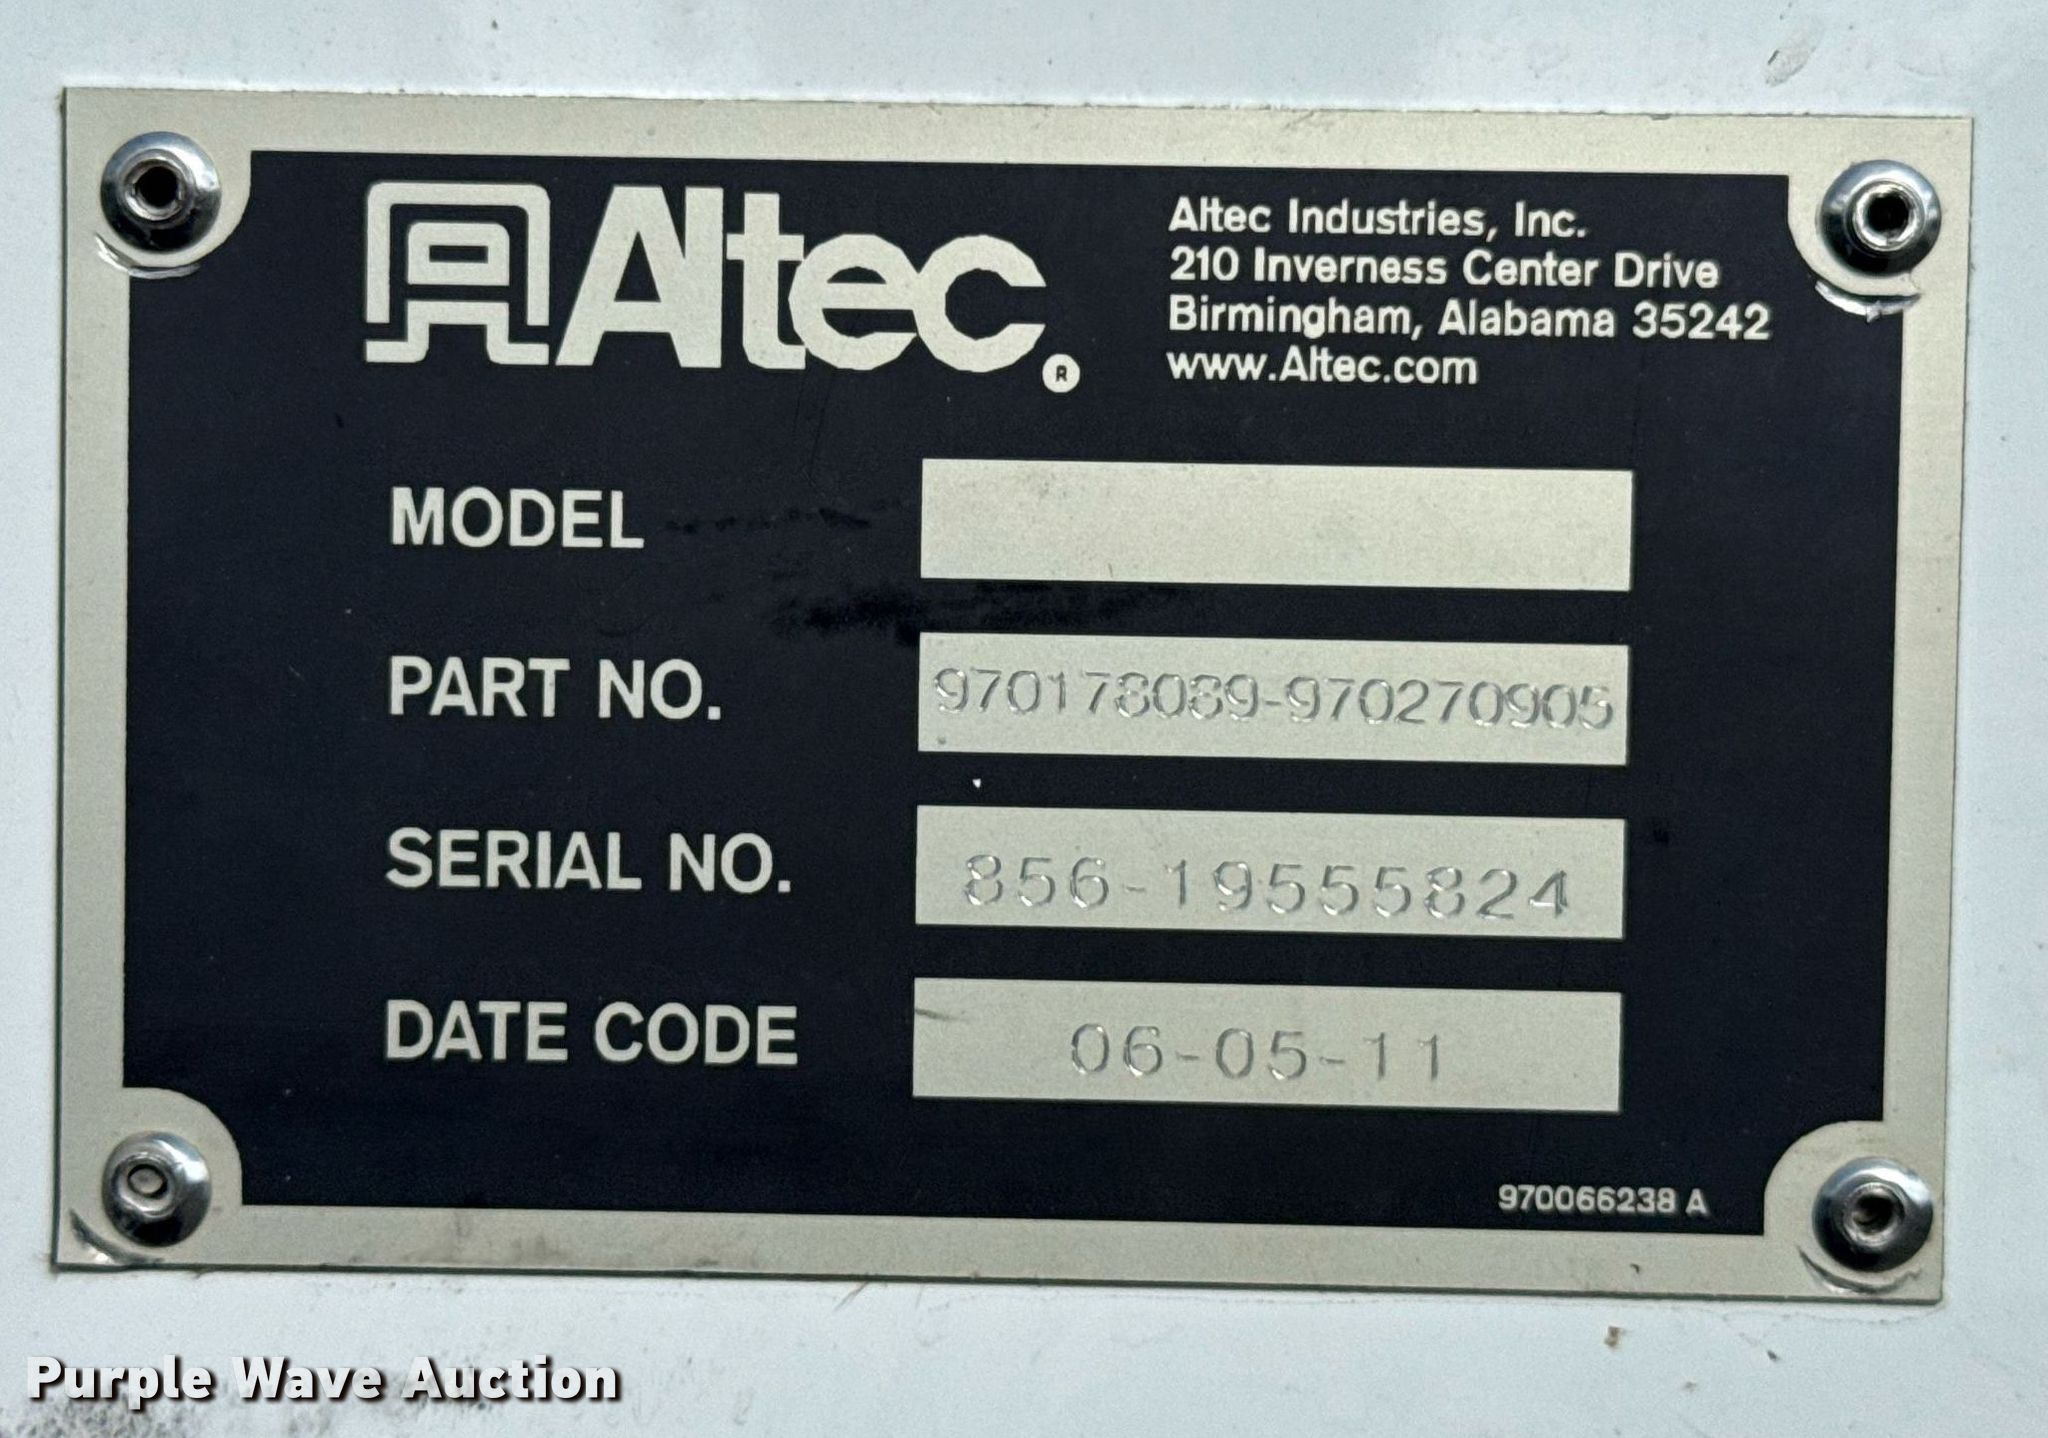 Altec®
Altec Industries, Inc.
210 Inverness Center Drive
Birmingham, Alabama 35242
www.Altec.com
MODEL
PART NO. 970178089-970270905
SERIAL NO. 856-19555824
DATE CODE 06-05-11
970066238 A
Purple Wave Auction